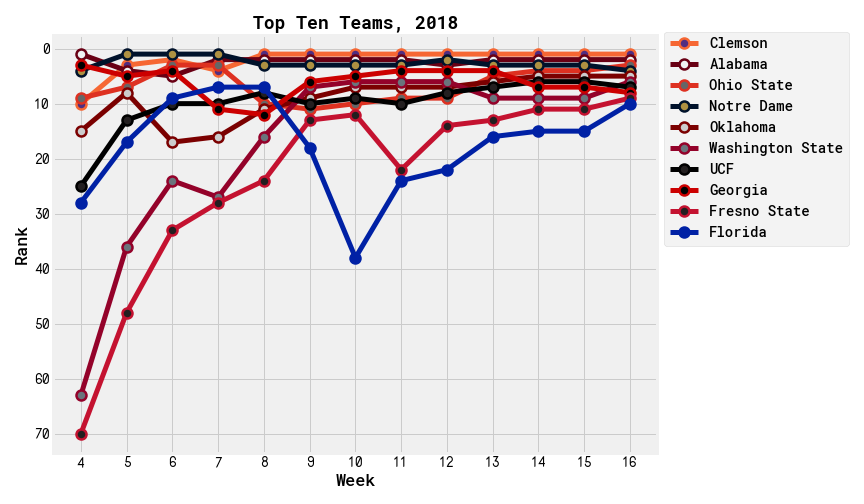 Top Ten Teams, 2018
0
10
20
30
40
50
60
70
Rank
4 5 6 7 8 9 10 11 12 13 14 15 16
Week
Clemson
Alabama
Ohio State
Notre Dame
Oklahoma
Washington State
UCF
Georgia
Fresno State
Florida